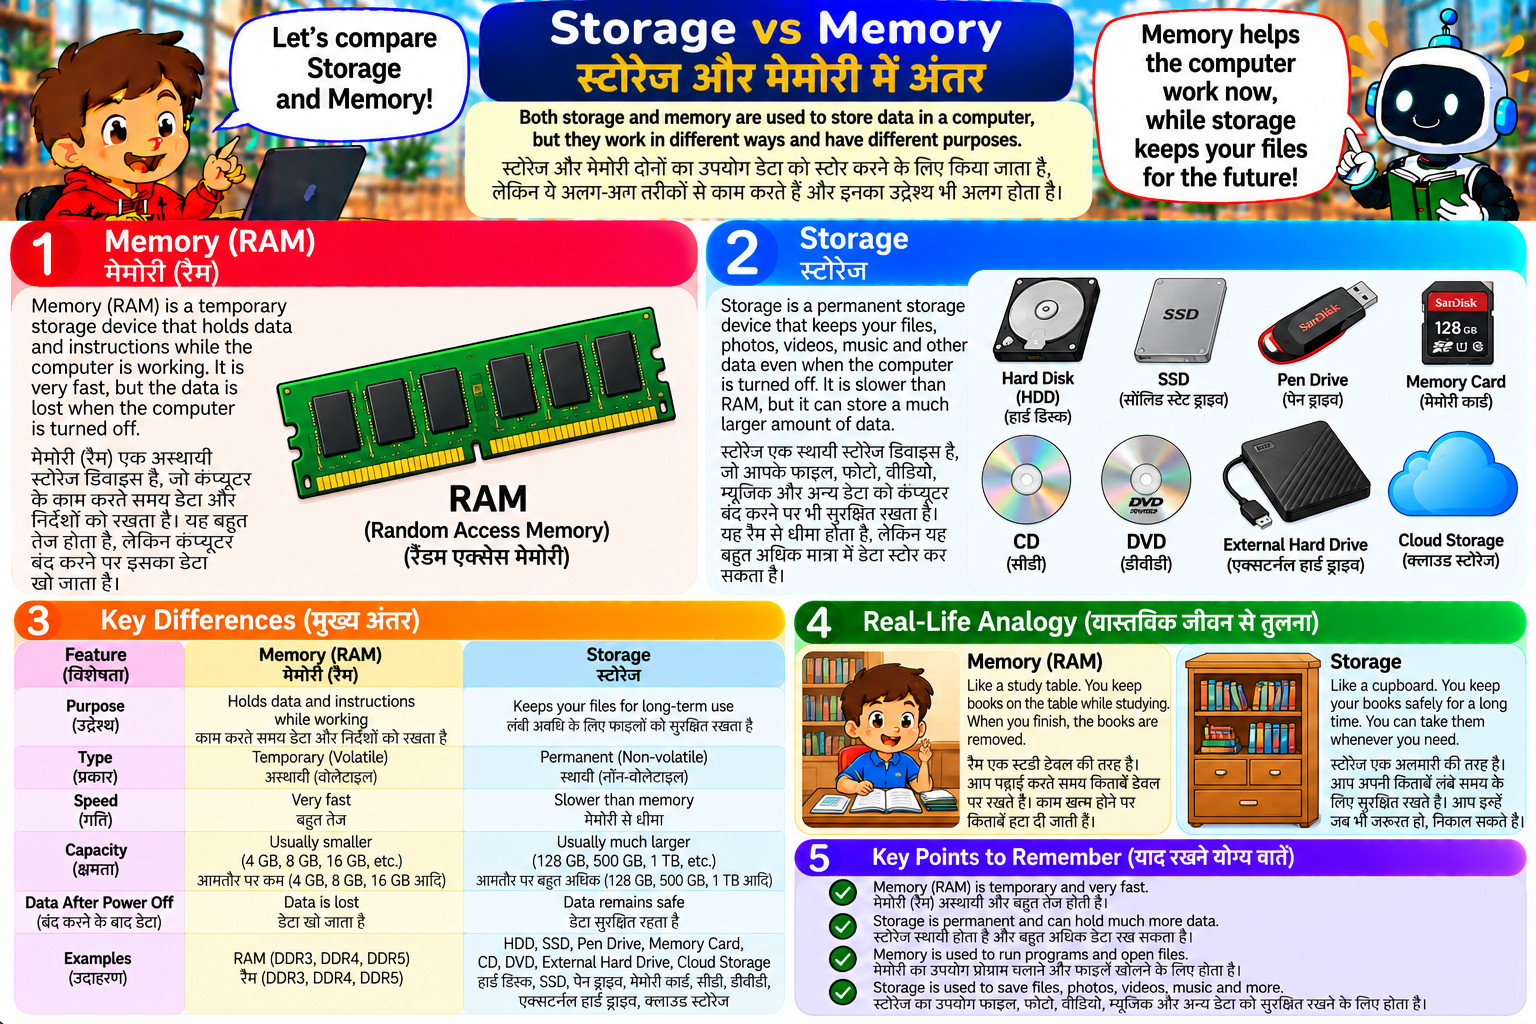 Let's compare
Storage
and Memory!
Storage vs Memory
स्टोरेज और मेमोरी में अंतर
Both storage and memory are used to store data in a computer,
but they work in different ways and have different purposes.
स्टोरेज और मेमोरी दोनों का उपयोग डेटा को स्टोर करने के लिए किया जाता है,
लेकिन ये अलग-अलग तरीकों से काम करते हैं और इनका उद्देश्य भी अलग होता है।
Memory helps
the computer
work now,
while storage
keeps your files
for the future!
1 Memory (RAM)
मेमोरी (रैम)
Memory (RAM) is a temporary
storage device that holds data
and instructions while the
computer is working. It is
very fast, but the data is
lost when the computer
is turned off.
मेमोरी (रैम) एक अस्थायी
स्टोरेज डिवाइस है, जो कंप्यूटर
के काम करते समय डेटा और
निर्देशों को रखता है। यह बहुत
तेज होता है, लेकिन कंप्यूटर
बंद करने पर इसका डेटा
खो जाता है।
RAM
(Random Access Memory)
(रैंडम एक्सेस मेमोरी)
2 Storage
स्टोरेज
Storage is a permanent storage
device that keeps your files,
photos, videos, music and other
data even when the computer
is turned off. It is slower than
RAM, but it can store a much
larger amount of data.
स्टोरेज एक स्थायी स्टोरेज डिवाइस है,
जो आपके फाइल, फोटो, वीडियो,
म्यूजिक और अन्य डेटा को कंप्यूटर
बंद करने पर भी सुरक्षित रखता है।
यह रैम से धीमा होता है, लेकिन यह
बहुत अधिक मात्रा में डेटा स्टोर कर
सकता है।
Hard Disk
(HDD)
(हार्ड डिस्क)
SSD
SSD
(सॉलिड स्टेट ड्राइव)
SanDisk
Pen Drive
(पेन ड्राइव)
SanDisk
128 GB
Memory Card
(मेमोरी कार्ड)
CD
(सीडी)
DVD
DVD
(डीवीडी)
WD
External Hard Drive
(एक्सटर्नल हार्ड ड्राइव)
Cloud Storage
(क्लाउड स्टोरेज)
3 Key Differences (मुख्य अंतर)
Feature
(विशेषता)
Memory (RAM)
मेमोरी (रैम)
Storage
स्टोरेज
Purpose
(उद्देश्य)
Holds data and instructions
while working
काम करते समय डेटा और निर्देशों को रखता है
Keeps your files for long-term use
लंबी अवधि के लिए फाइलों को सुरक्षित रखता है
Type
(प्रकार)
Temporary (Volatile)
अस्थायी (वोलेटाइल)
Permanent (Non-volatile)
स्थायी (नॉन-वोलेटाइल)
Speed
(गति)
Very fast
बहुत तेज
Slower than memory
मेमोरी से धीमा
Capacity
(क्षमता)
Usually smaller
(4 GB, 8 GB, 16 GB, etc.)
आमतौर पर कम (4 GB, 8 GB, 16 GB आदि)
Usually much larger
(128 GB, 500 GB, 1 TB, etc.)
आमतौर पर बहुत अधिक (128 GB, 500 GB, 1 TB आदि)
Data After Power Off
(बंद करने के बाद डेटा)
Data is lost
डेटा खो जाता है
Data remains safe
डेटा सुरक्षित रहता है
Examples
(उदाहरण)
RAM (DDR3, DDR4, DDR5)
रैम (DDR3, DDR4, DDR5)
HDD, SSD, Pen Drive, Memory Card,
CD, DVD, External Hard Drive, Cloud Storage
हार्ड डिस्क, SSD, पेन ड्राइव, मेमोरी कार्ड, सीडी, डीवीडी,
एक्सटर्नल हार्ड ड्राइव, क्लाउड स्टोरेज
4 Real-Life Analogy (वास्तविक जीवन से तुलना)
Memory (RAM)
Like a study table. You keep
books on the table while studying.
When you finish, the books are
removed.
रैम एक स्टडी टेबल की तरह है।
आप पढ़ाई करते समय किताबें टेबल
पर रखते है। काम खत्म होने पर
किताबें हटा दी जाती हैं।
Storage
Like a cupboard. You keep
your books safely for a long
time. You can take them
whenever you need.
स्टोरेज एक अलमारी की तरह है।
आप अपनी किताबें लंबे समय के
लिए सुरक्षित रखते है। आप इन्हें
जब भी जरूरत हो, निकाल सकते है।
5 Key Points to Remember (याद रखने योग्य बातें)
Memory (RAM) is temporary and very fast.
मेमोरी (रैम) अस्थायी और बहुत तेज होती है।
Storage is permanent and can hold much more data.
स्टोरेज स्थायी होता है और बहुत अधिक डेटा रख सकता है।
Memory is used to run programs and open files.
मेमोरी का उपयोग प्रोग्राम चलाने और फाइलें खोलने के लिए होता है।
Storage is used to save files, photos, videos, music and more.
स्टोरेज का उपयोग फाइल, फोटो, वीडियो, म्यूजिक और अन्य डेटा को सुरक्षित रखने के लिए होता है।